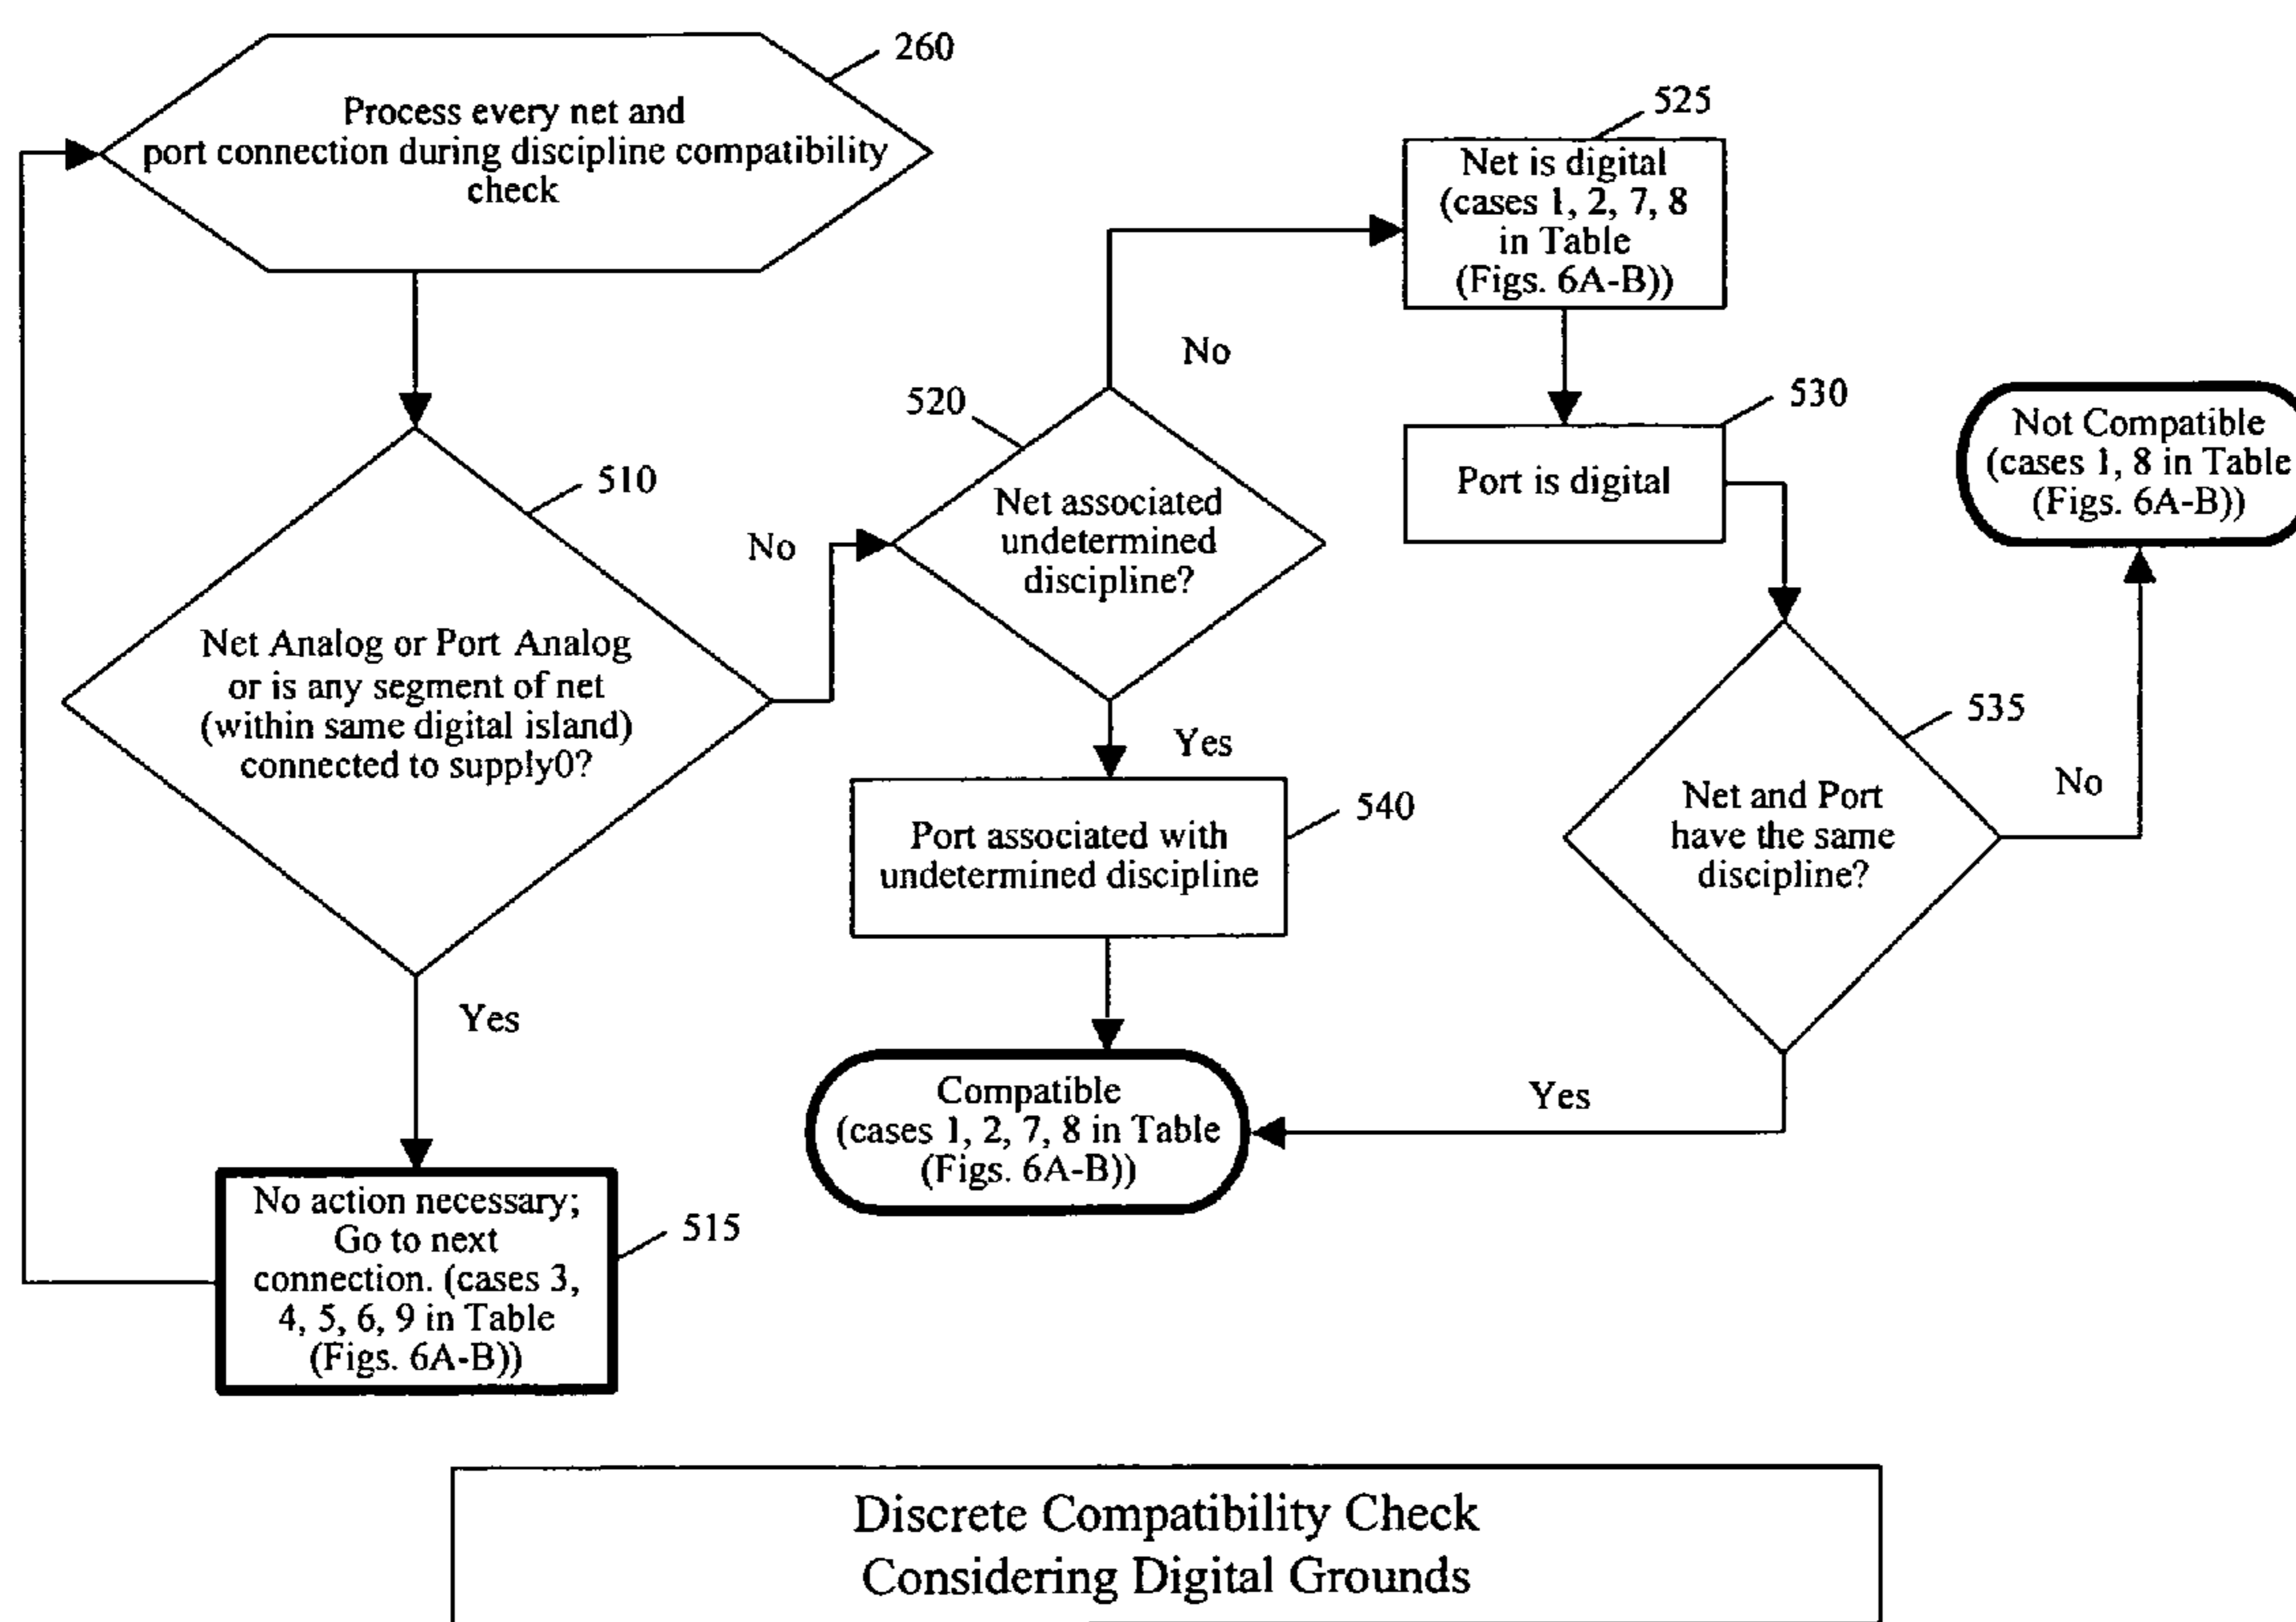 260
Process every net and
port connection during discipline compatibility
check
510
Net Analog or Port Analog
or is any segment of net
(within same digital island)
connected to supply0?
No
Yes
No action necessary;
Go to next
connection. (cases 3,
4, 5, 6, 9 in Table
(Figs. 6A-B))
515
520
Net associated
undetermined
discipline?
No
Yes
540
Port associated with
undetermined discipline
Compatible
(cases 1, 2, 7, 8 in Table
(Figs. 6A-B))
525
Net is digital
(cases 1, 2, 7, 8
in Table
(Figs. 6A-B))
530
Port is digital
535
Net and Port
have the same
discipline?
No
Yes
Not Compatible
(cases 1, 8 in Table
(Figs. 6A-B))
Discrete Compatibility Check
Considering Digital Grounds